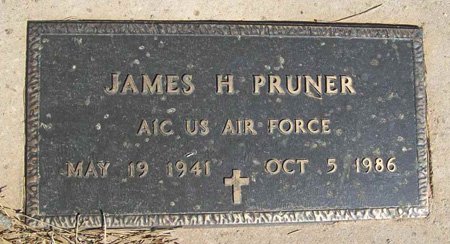 JAMES H PRUNER
A1C US AIR FORCE
MAY 19 1941 OCT 5 1986